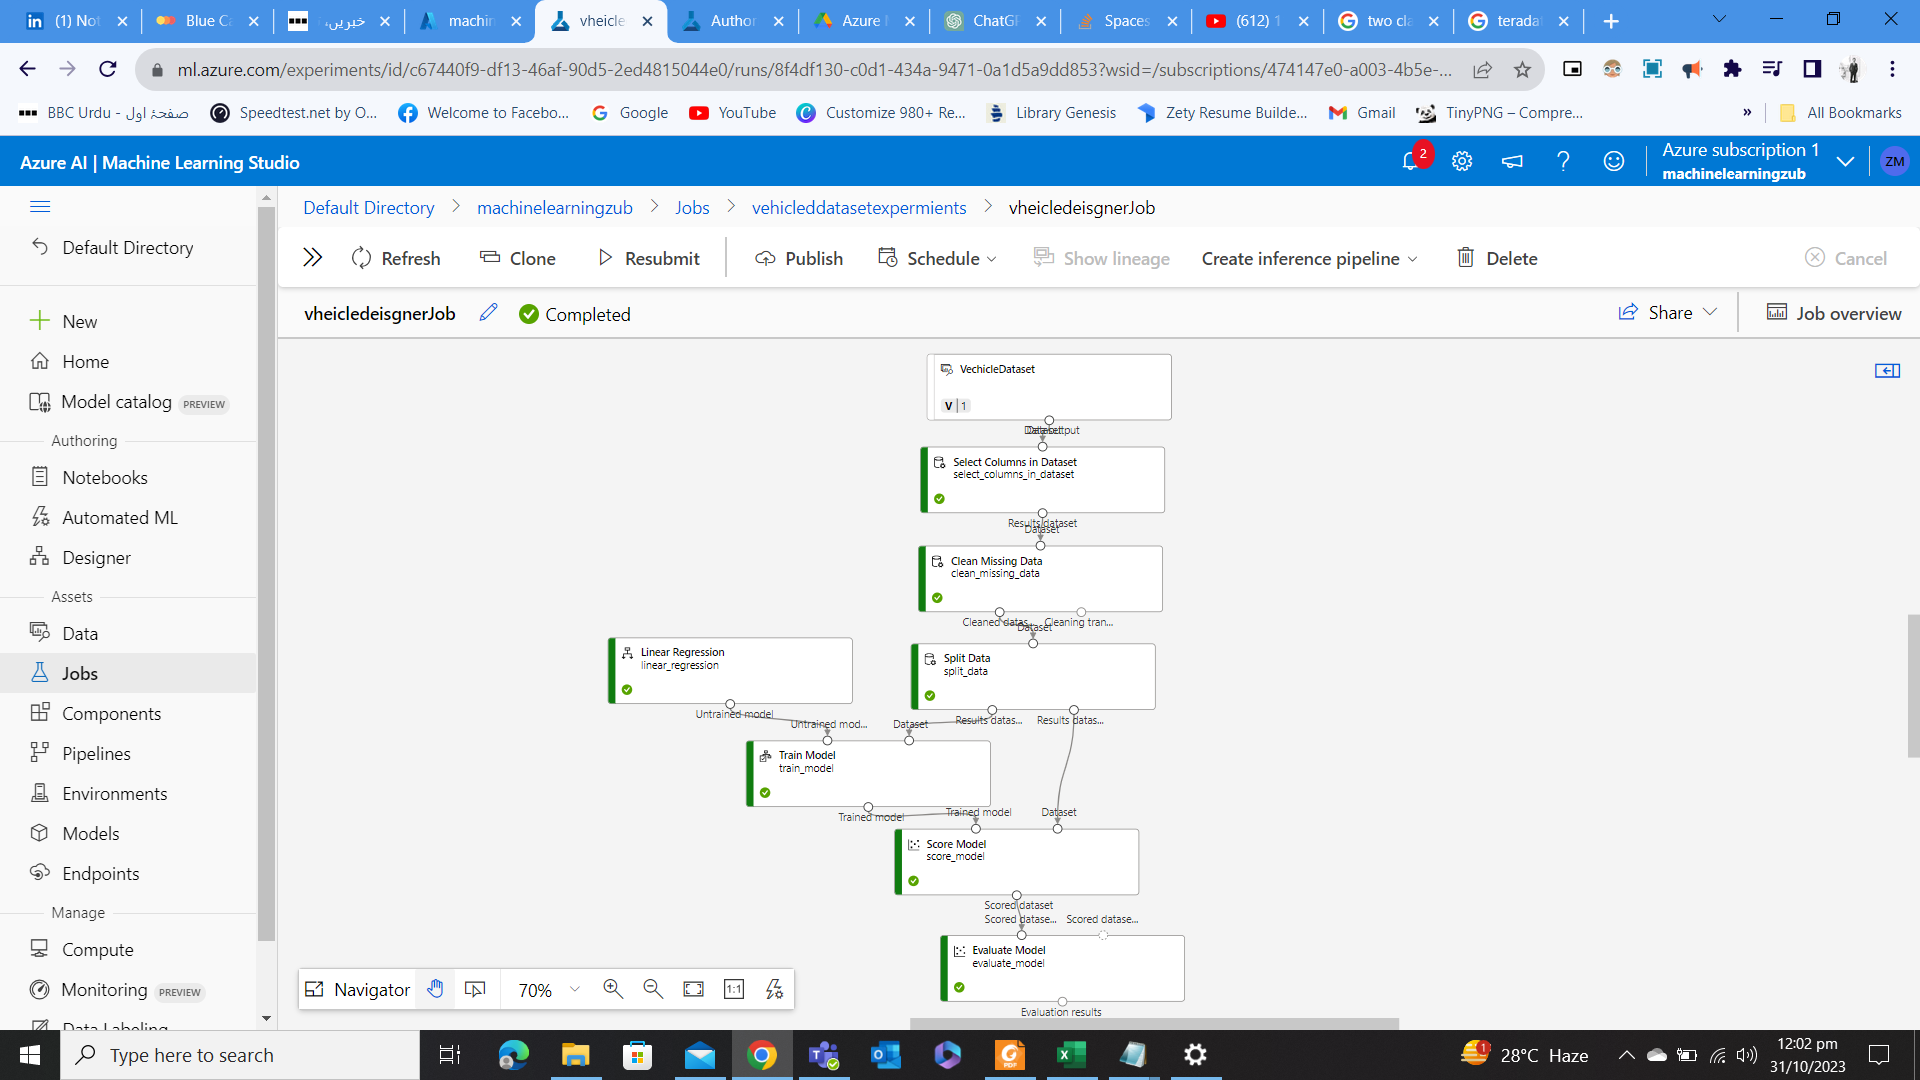 (1) Not
Blue Ca
خبریں،
machin
vheicle
Author
Azure M
ChatGP
Spaces
(612) 1
two cla
teradat
ml.azure.com/experiments/id/c67440f9-df13-46af-90d5-2ed4815044e0/runs/8f4df130-c0d1-434a-9471-0a1d5a9dd853?wsid=/subscriptions/474147e0-a003-4b5e-...
BBC Urdu - صفحۂ اول
Speedtest.net by O...
Welcome to Facebo...
Google
YouTube
Customize 980+ Re...
Library Genesis
Zety Resume Builde...
Gmail
TinyPNG – Compre...
»
All Bookmarks
Azure AI | Machine Learning Studio
2
Azure subscription 1
machinelearningzub
ZM
Default Directory
New
Home
Model catalog PREVIEW
Authoring
Notebooks
Automated ML
Designer
Assets
Data
Jobs
Components
Pipelines
Environments
Models
Endpoints
Manage
Compute
Monitoring PREVIEW
Data Labeling
Default Directory > machinelearningzub > Jobs > vehicleddatasetexpermients > vheicledeisgnerJob
Refresh
Clone
Resubmit
Publish
Schedule
Show lineage
Create inference pipeline
Delete
Cancel
vheicledeisgnerJob
Completed
Share
Job overview
VechicleDataset
V 1
Select Columns in Dataset
select_columns_in_dataset
Results dataset
Dataset
Clean Missing Data
clean_missing_data
Cleaned datas...
Cleaning tran...
Dataset
Linear Regression
linear_regression
Untrained model
Split Data
split_data
Results datas...
Results datas...
Untrained mod...
Dataset
Train Model
train_model
Trained model
Trained model
Dataset
Score Model
score_model
Scored dataset
Scored datase...
Scored datase...
Evaluate Model
evaluate_model
Evaluation results
Navigator
70%
1:1
Type here to search
1
28°C Haze
12:02 pm
31/10/2023